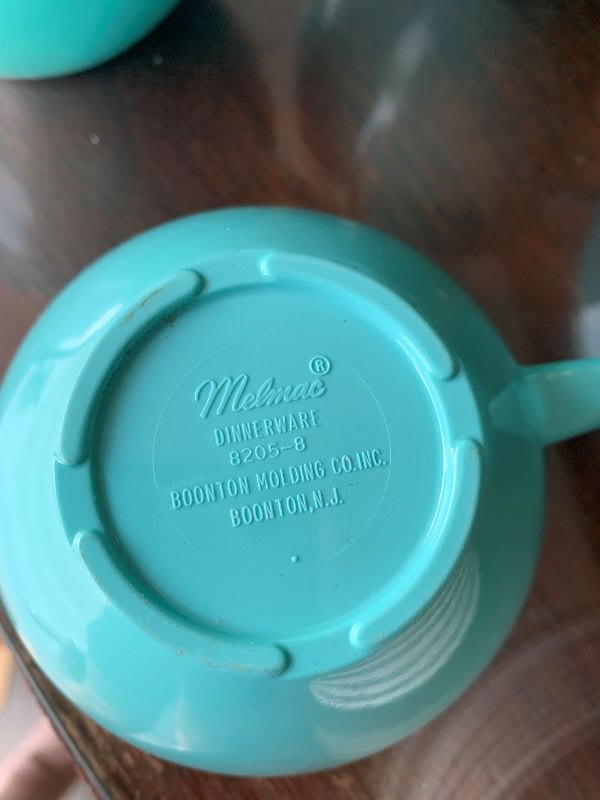 Melmac®
DINNERWARE
8205-8
BOONTON MOLDING CO. INC.
BOONTON, N.J.